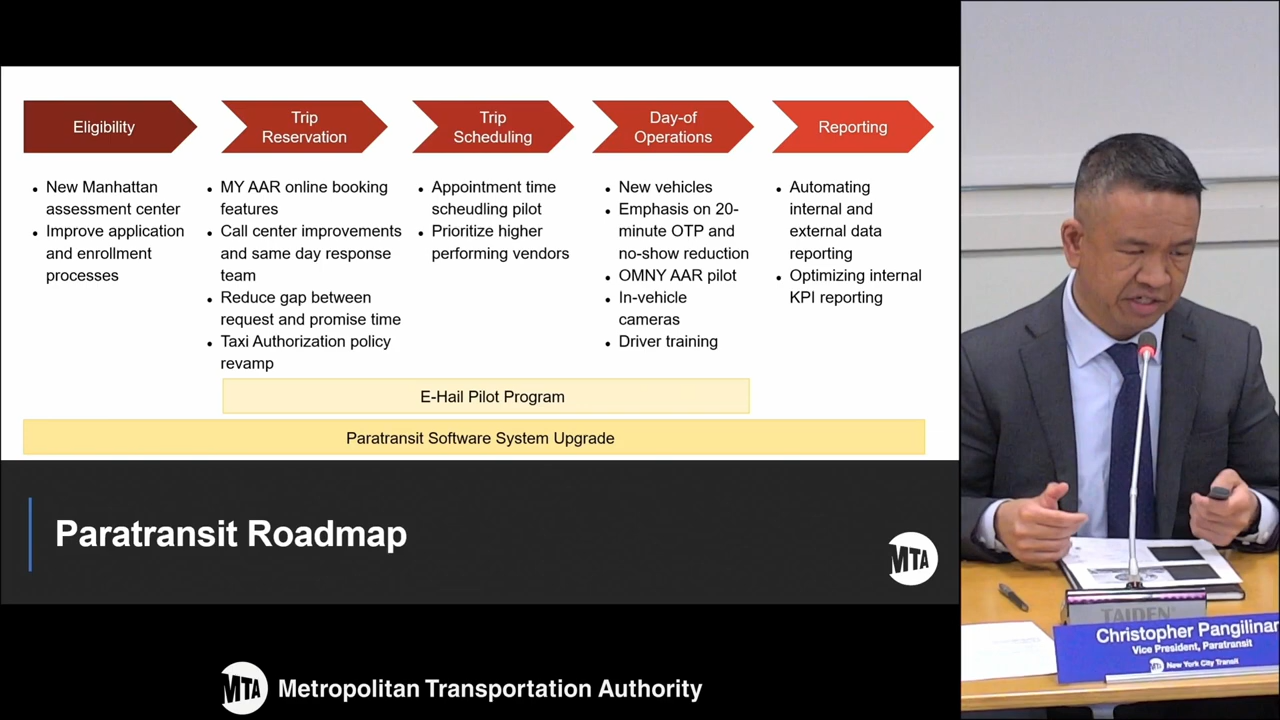 Eligibility
Trip
Reservation
Trip
Scheduling
Day-of
Operations
Reporting
• New Manhattan
assessment center
• Improve application
and enrollment
processes
• MY AAR online booking
features
• Call center improvements
and same day response
team
• Reduce gap between
request and promise time
• Taxi Authorization policy
revamp
• Appointment time
scheudling pilot
• Prioritize higher
performing vendors
• New vehicles
• Emphasis on 20-
minute OTP and
no-show reduction
• OMNY AAR pilot
• In-vehicle
cameras
• Driver training
• Automating
internal and
external data
reporting
• Optimizing internal
KPI reporting
E-Hail Pilot Program
Paratransit Software System Upgrade
Paratransit Roadmap
MTA
MTA Metropolitan Transportation Authority
TAIDEN
Christopher Pangilinan
Vice President, Paratransit
MTA New York City Transit